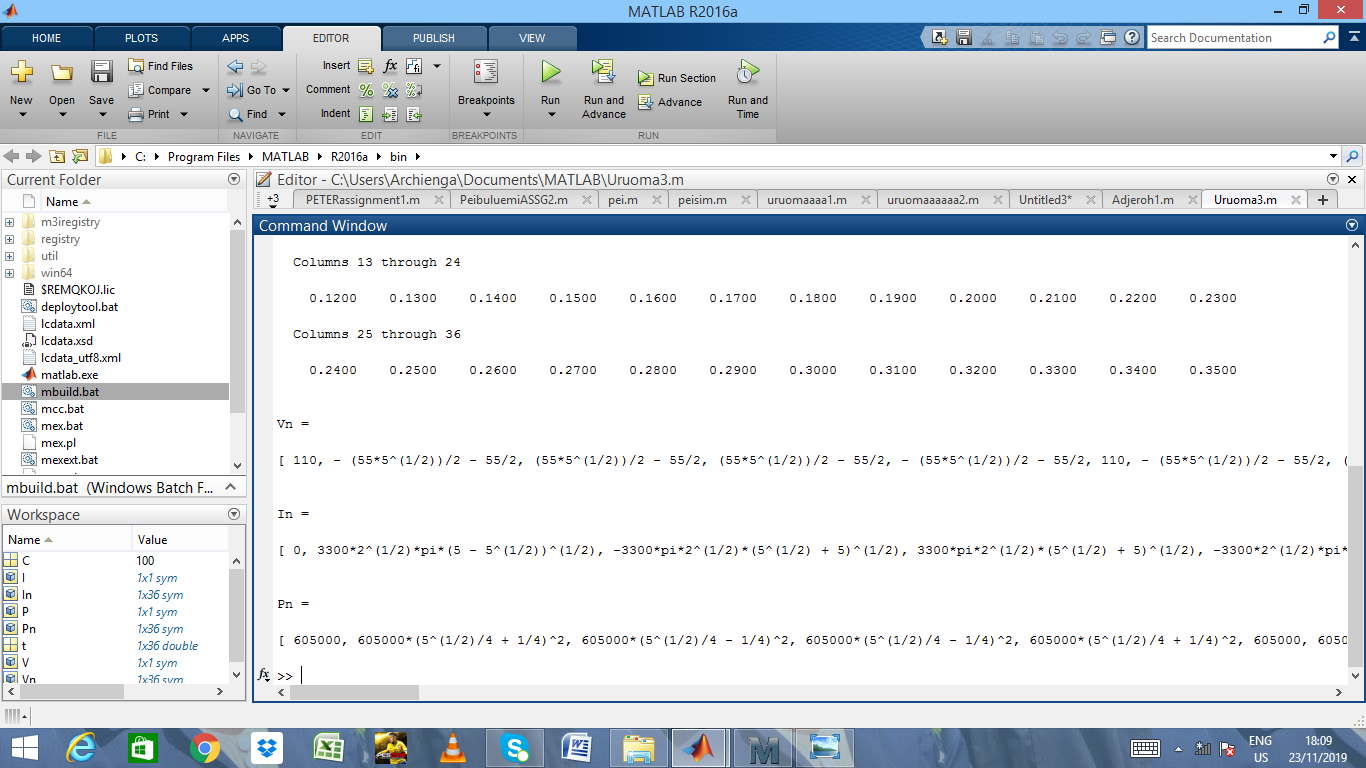 MATLAB R2016a
HOME PLOTS APPS EDITOR PUBLISH VIEW
Search Documentation
New Open Save
Find Files
Compare
Print
Go To
Find
Insert
Comment
Indent
Breakpoints
Run
Run and Advance
Run Section
Advance
Run and Time
FILE NAVIGATE EDIT BREAKPOINTS RUN
C: Program Files MATLAB R2016a bin
Current Folder
Name
m3iregistry
registry
util
win64
$REMQKOJ.lic
deploytool.bat
lcdata.xml
lcdata.xsd
lcdata_utf8.xml
matlab.exe
mbuild.bat
mcc.bat
mex.bat
mex.pl
mexext.bat
mbuild.bat (Windows Batch F...
Workspace
Name Value
C 100
I 1x1 sym
In 1x36 sym
P 1x1 sym
Pn 1x36 sym
t 1x36 double
V 1x1 sym
Vn 1x36 sym
Editor - C:\Users\Archienga\Documents\MATLAB\Uruoma3.m
+3 PETERassignment1.m PeibuluemiASSG2.m pei.m peisim.m uruomaaaa1.m uruomaaaaaa2.m Untitled3* Adjeroh1.m Uruoma3.m
Command Window
Columns 13 through 24
0.1200 0.1300 0.1400 0.1500 0.1600 0.1700 0.1800 0.1900 0.2000 0.2100 0.2200 0.2300
Columns 25 through 36
0.2400 0.2500 0.2600 0.2700 0.2800 0.2900 0.3000 0.3100 0.3200 0.3300 0.3400 0.3500
Vn =
[ 110, - (55*5^(1/2))/2 - 55/2, (55*5^(1/2))/2 - 55/2, (55*5^(1/2))/2 - 55/2, - (55*5^(1/2))/2 - 55/2, 110, - (55*5^(1/2))/2 - 55/2, (
In =
[ 0, 3300*2^(1/2)*pi*(5 - 5^(1/2))^(1/2), -3300*pi*2^(1/2)*(5^(1/2) + 5)^(1/2), 3300*pi*2^(1/2)*(5^(1/2) + 5)^(1/2), -3300*2^(1/2)*pi*
Pn =
[ 605000, 605000*(5^(1/2)/4 + 1/4)^2, 605000*(5^(1/2)/4 - 1/4)^2, 605000*(5^(1/2)/4 - 1/4)^2, 605000*(5^(1/2)/4 + 1/4)^2, 605000, 605
fx >>
ENG
US
18:09
23/11/2019